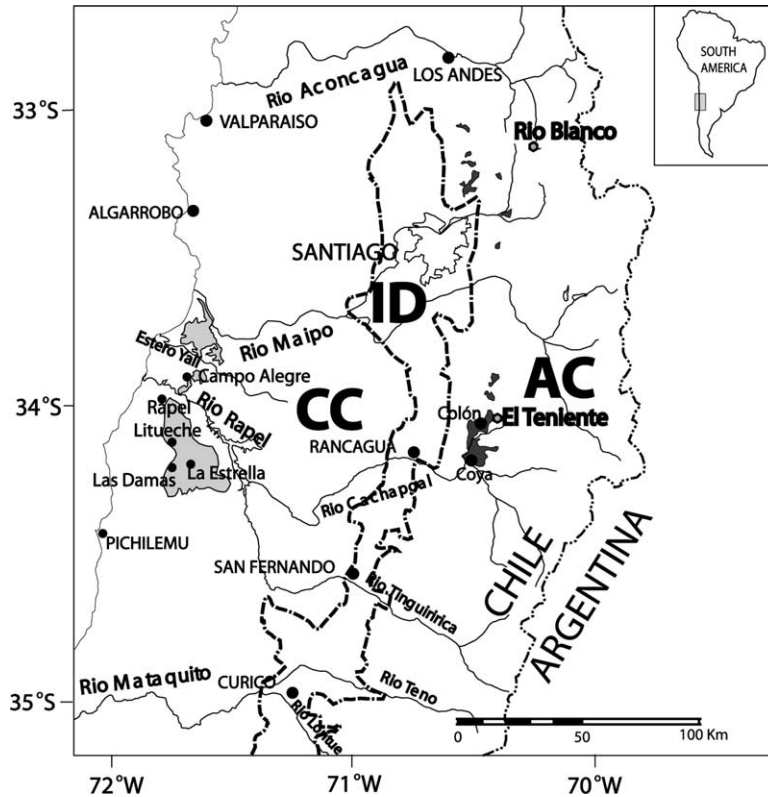 SOUTH
AMERICA
Rio Aconcagua
LOS ANDES
33°S
VALPARAISO
Rio Blanco
ALGARROBO
SANTIAGO
ID
Rio Maipo
Estero Yali
Campo Alegre
AC
CC
34°S
Rapel
Rio Rapel
Colón
El Teniente
Litueche
RANCAGUA
Las Damas
La Estrella
Coya
Rio Cachapoal
PICHILEMU
CHILE
ARGENTINA
SAN FERNANDO
Rio Tinguiririca
Rio Mataquito
CURICO
Rio Teno
35°S
Rio Lontue
0
50
100 Km
72°W
71°W
70°W